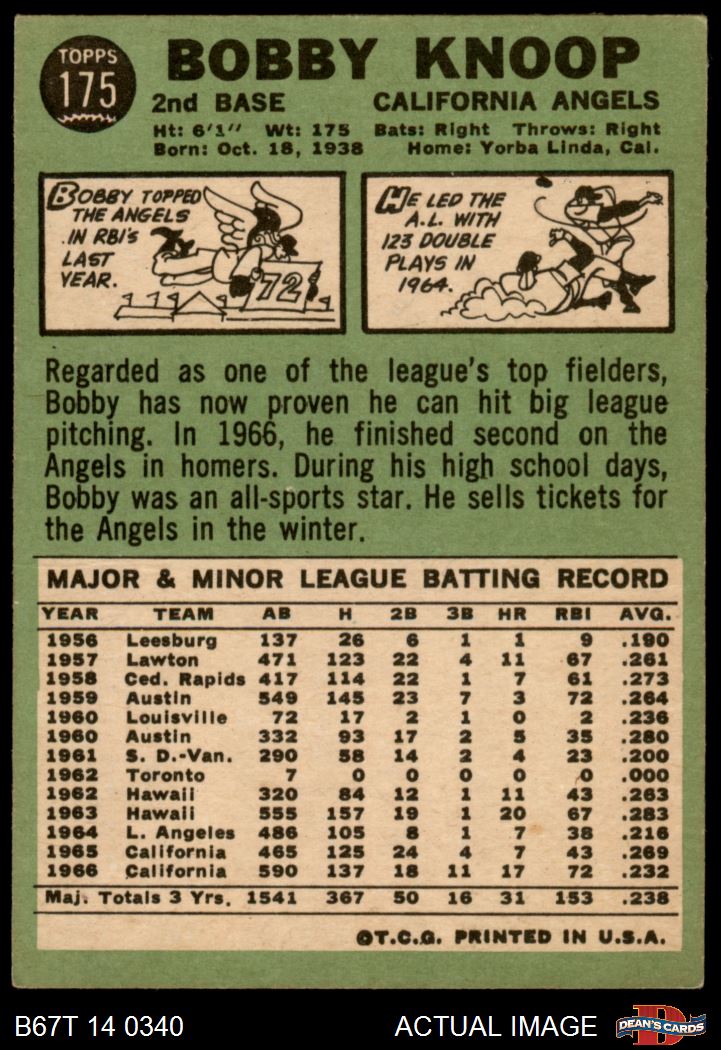 TOPPS
175
BOBBY KNOOP
2nd BASE CALIFORNIA ANGELS
Ht: 6'1" Wt: 175 Bats: Right Throws: Right
Born: Oct. 18, 1938 Home: Yorba Linda, Cal.
BOBBY TOPPED
THE ANGELS
IN RBI'S
LAST
YEAR.
72
HE LED THE
A.L. WITH
123 DOUBLE
PLAYS IN
1964.
Regarded as one of the league's top fielders,
Bobby has now proven he can hit big league
pitching. In 1966, he finished second on the
Angels in homers. During his high school days,
Bobby was an all-sports star. He sells tickets for
the Angels in the winter.
MAJOR & MINOR LEAGUE BATTING RECORD
YEAR TEAM AB H 2B 3B HR RBI AVG.
1956 Leesburg 137 26 6 1 1 9 .190
1957 Lawton 471 123 22 4 11 67 .261
1958 Ced. Rapids 417 114 22 1 7 61 .273
1959 Austin 549 145 23 7 3 72 .264
1960 Louisville 72 17 2 1 0 2 .236
1960 Austin 332 93 17 2 5 35 .280
1961 S. D.-Van. 290 58 14 2 4 23 .200
1962 Toronto 7 0 0 0 0 0 .000
1962 Hawaii 320 84 12 1 11 43 .263
1963 Hawaii 555 157 19 1 20 67 .283
1964 L. Angeles 486 105 8 1 7 38 .216
1965 California 465 125 24 4 7 43 .269
1966 California 590 137 18 11 17 72 .232
Maj. Totals 3 Yrs. 1541 367 50 16 31 153 .238
©T.C.G. PRINTED IN U.S.A.
B67T 14 0340 ACTUAL IMAGE D DEAN'S CARDS